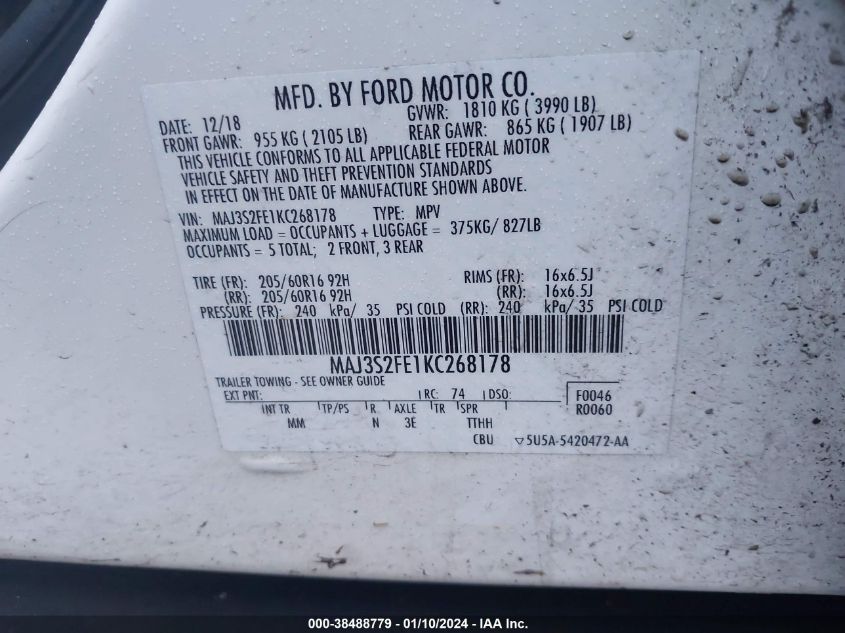 MFD. BY FORD MOTOR CO.
DATE: 12/18 GVWR: 1810 KG ( 3990 LB)
FRONT GAWR: 955 KG ( 2105 LB) REAR GAWR: 865 KG ( 1907 LB)
THIS VEHICLE CONFORMS TO ALL APPLICABLE FEDERAL MOTOR
VEHICLE SAFETY AND THEFT PREVENTION STANDARDS
IN EFFECT ON THE DATE OF MANUFACTURE SHOWN ABOVE.
VIN: MAJ3S2FE1KC268178 TYPE: MPV
MAXIMUM LOAD = OCCUPANTS + LUGGAGE = 375KG/ 827LB
OCCUPANTS = 5 TOTAL; 2 FRONT, 3 REAR
TIRE (FR): 205/60R16 92H RIMS (FR): 16x6.5J
(RR): 205/60R16 92H (RR): 16x6.5J
PRESSURE (FR): 240 kPa/ 35 PSI COLD (RR): 240 kPa/ 35 PSI COLD
MAJ3S2FE1KC268178
TRAILER TOWING - SEE OWNER GUIDE
EXT PNT: RC: 74 DSO: F0046
INT TR TP/PS R AXLE TR SPR R0060
MM N 3E TTHH
CBU ▽5U5A-5420472-AA
000-38488779 - 01/10/2024 - IAA Inc.